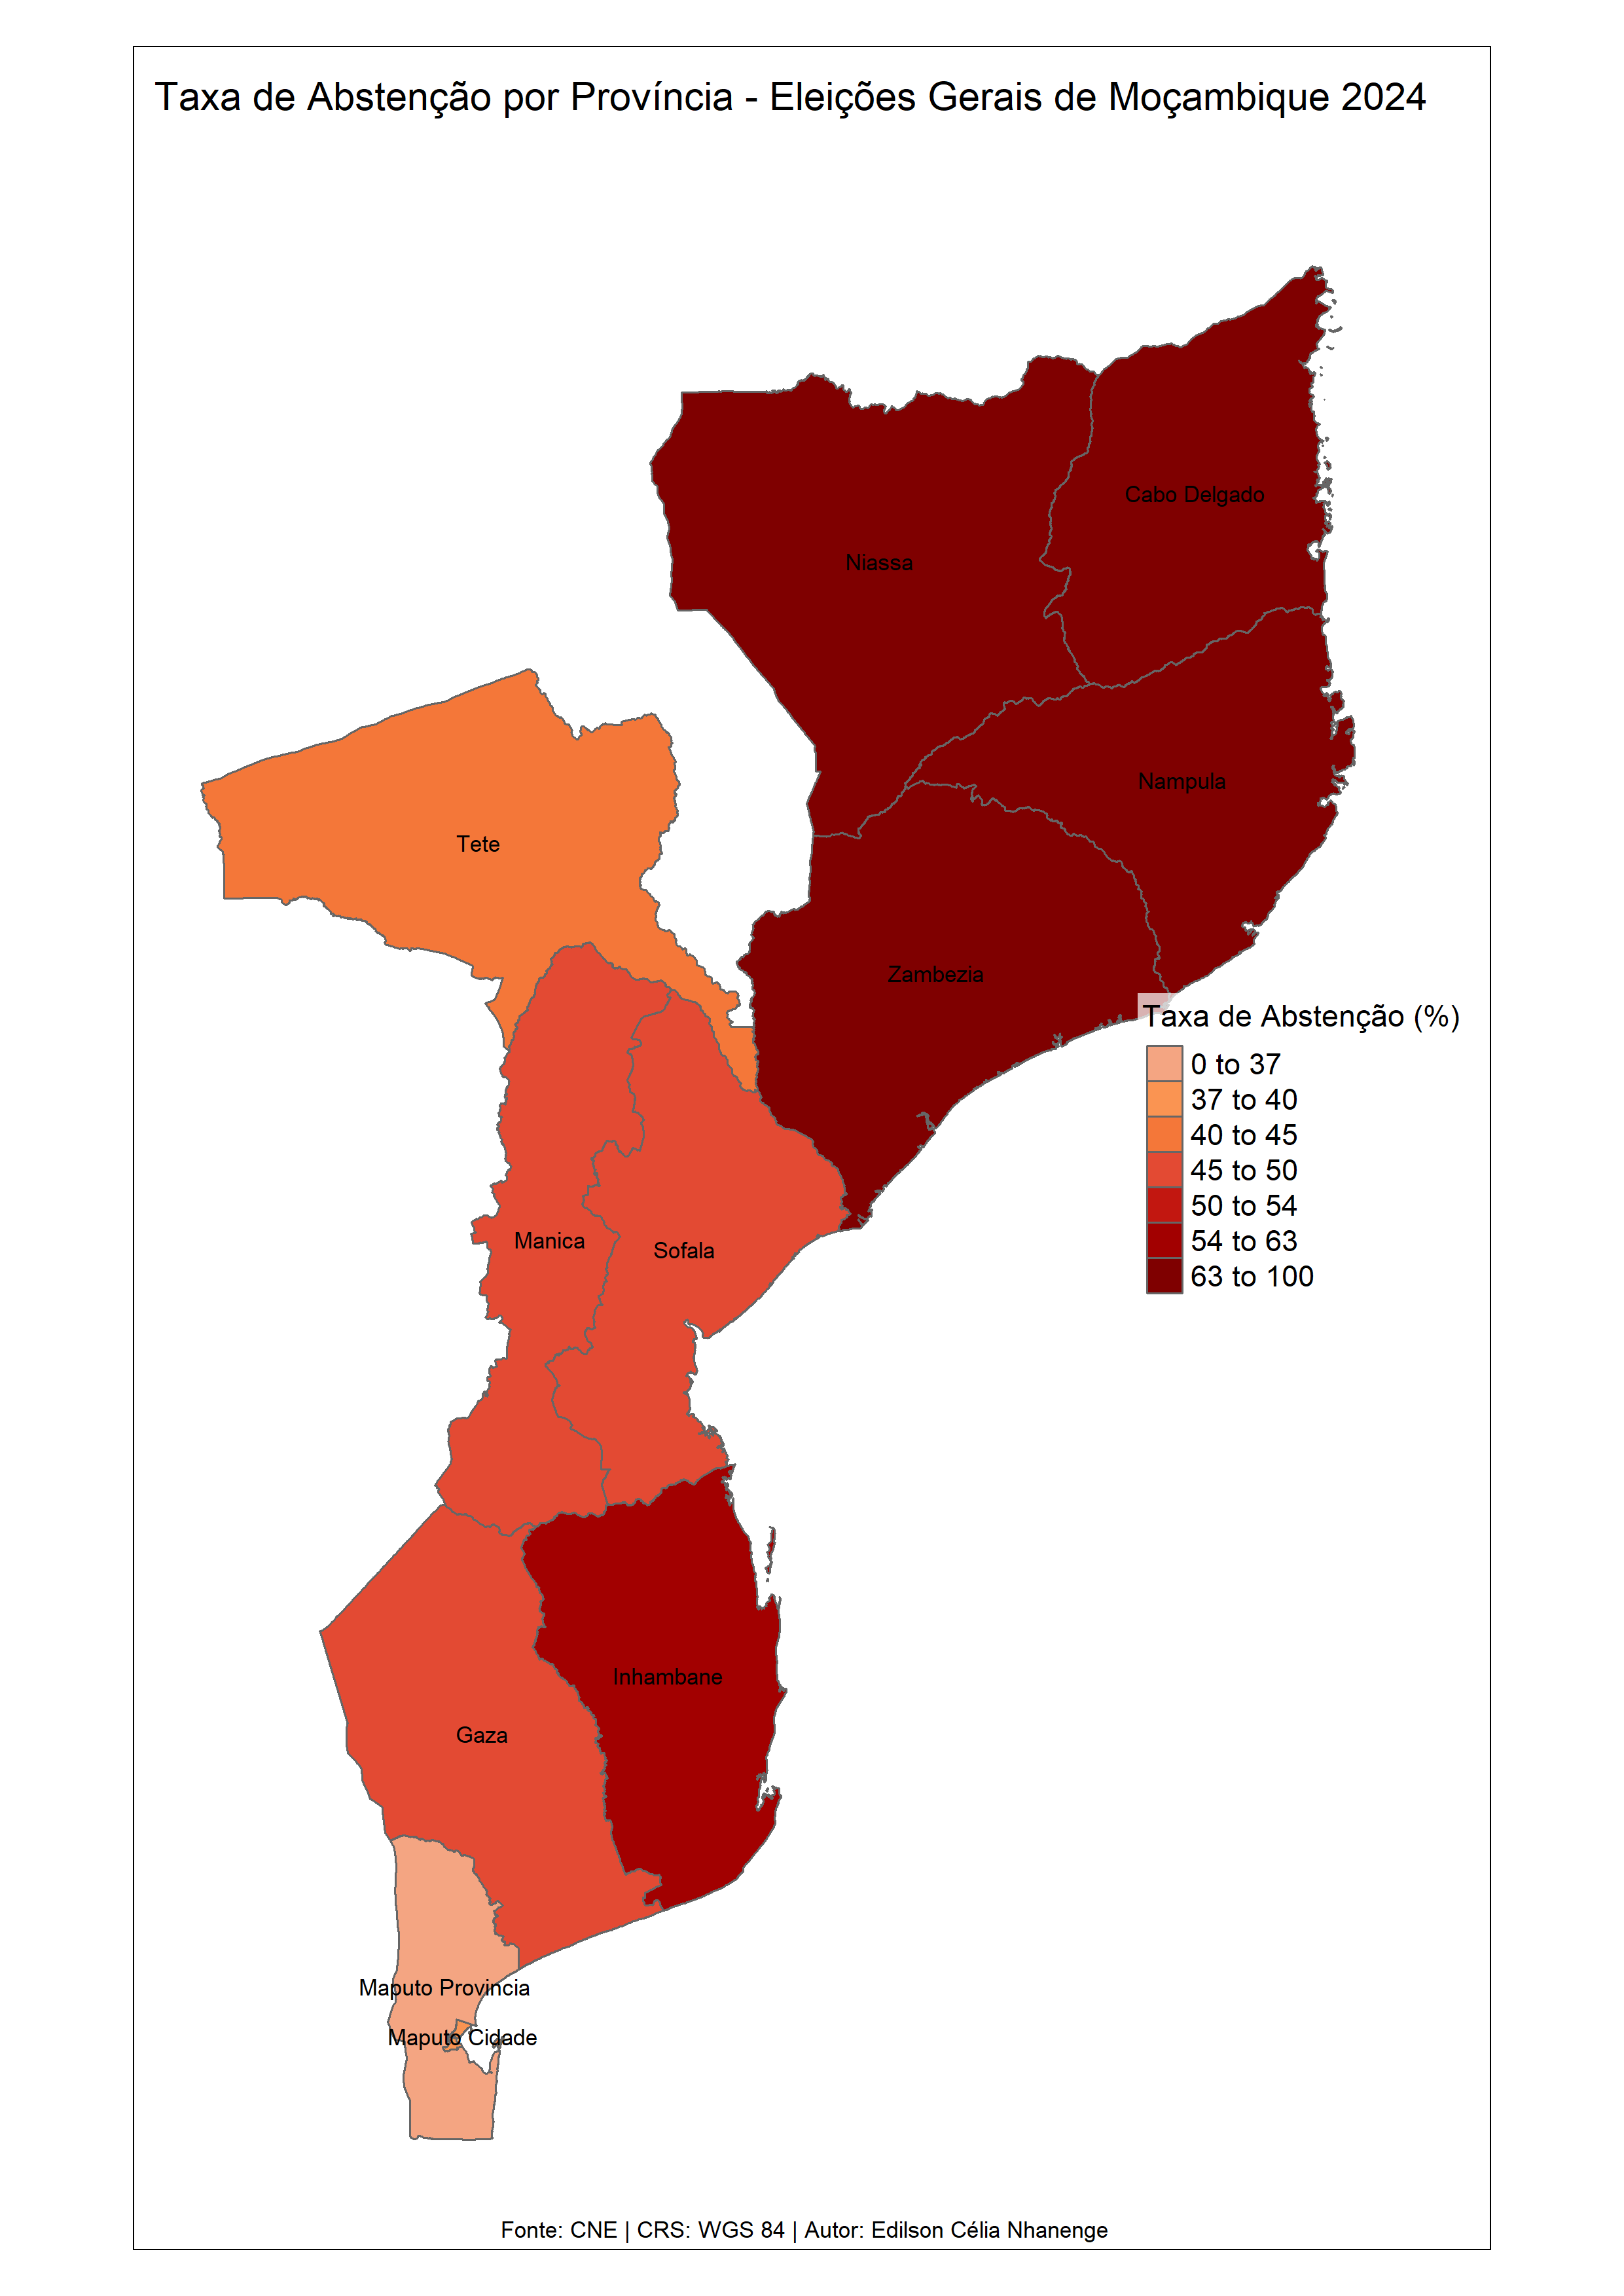 Taxa de Abstenção por Província - Eleições Gerais de Moçambique 2024
Cabo Delgado
Niassa
Nampula
Tete
Zambezia
Taxa de Abstenção (%)
0 to 37
37 to 40
40 to 45
45 to 50
50 to 54
54 to 63
63 to 100
Manica
Sofala
Inhambane
Gaza
Maputo Provincia
Maputo Cidade
Fonte: CNE | CRS: WGS 84 | Autor: Edilson Célia Nhanenge